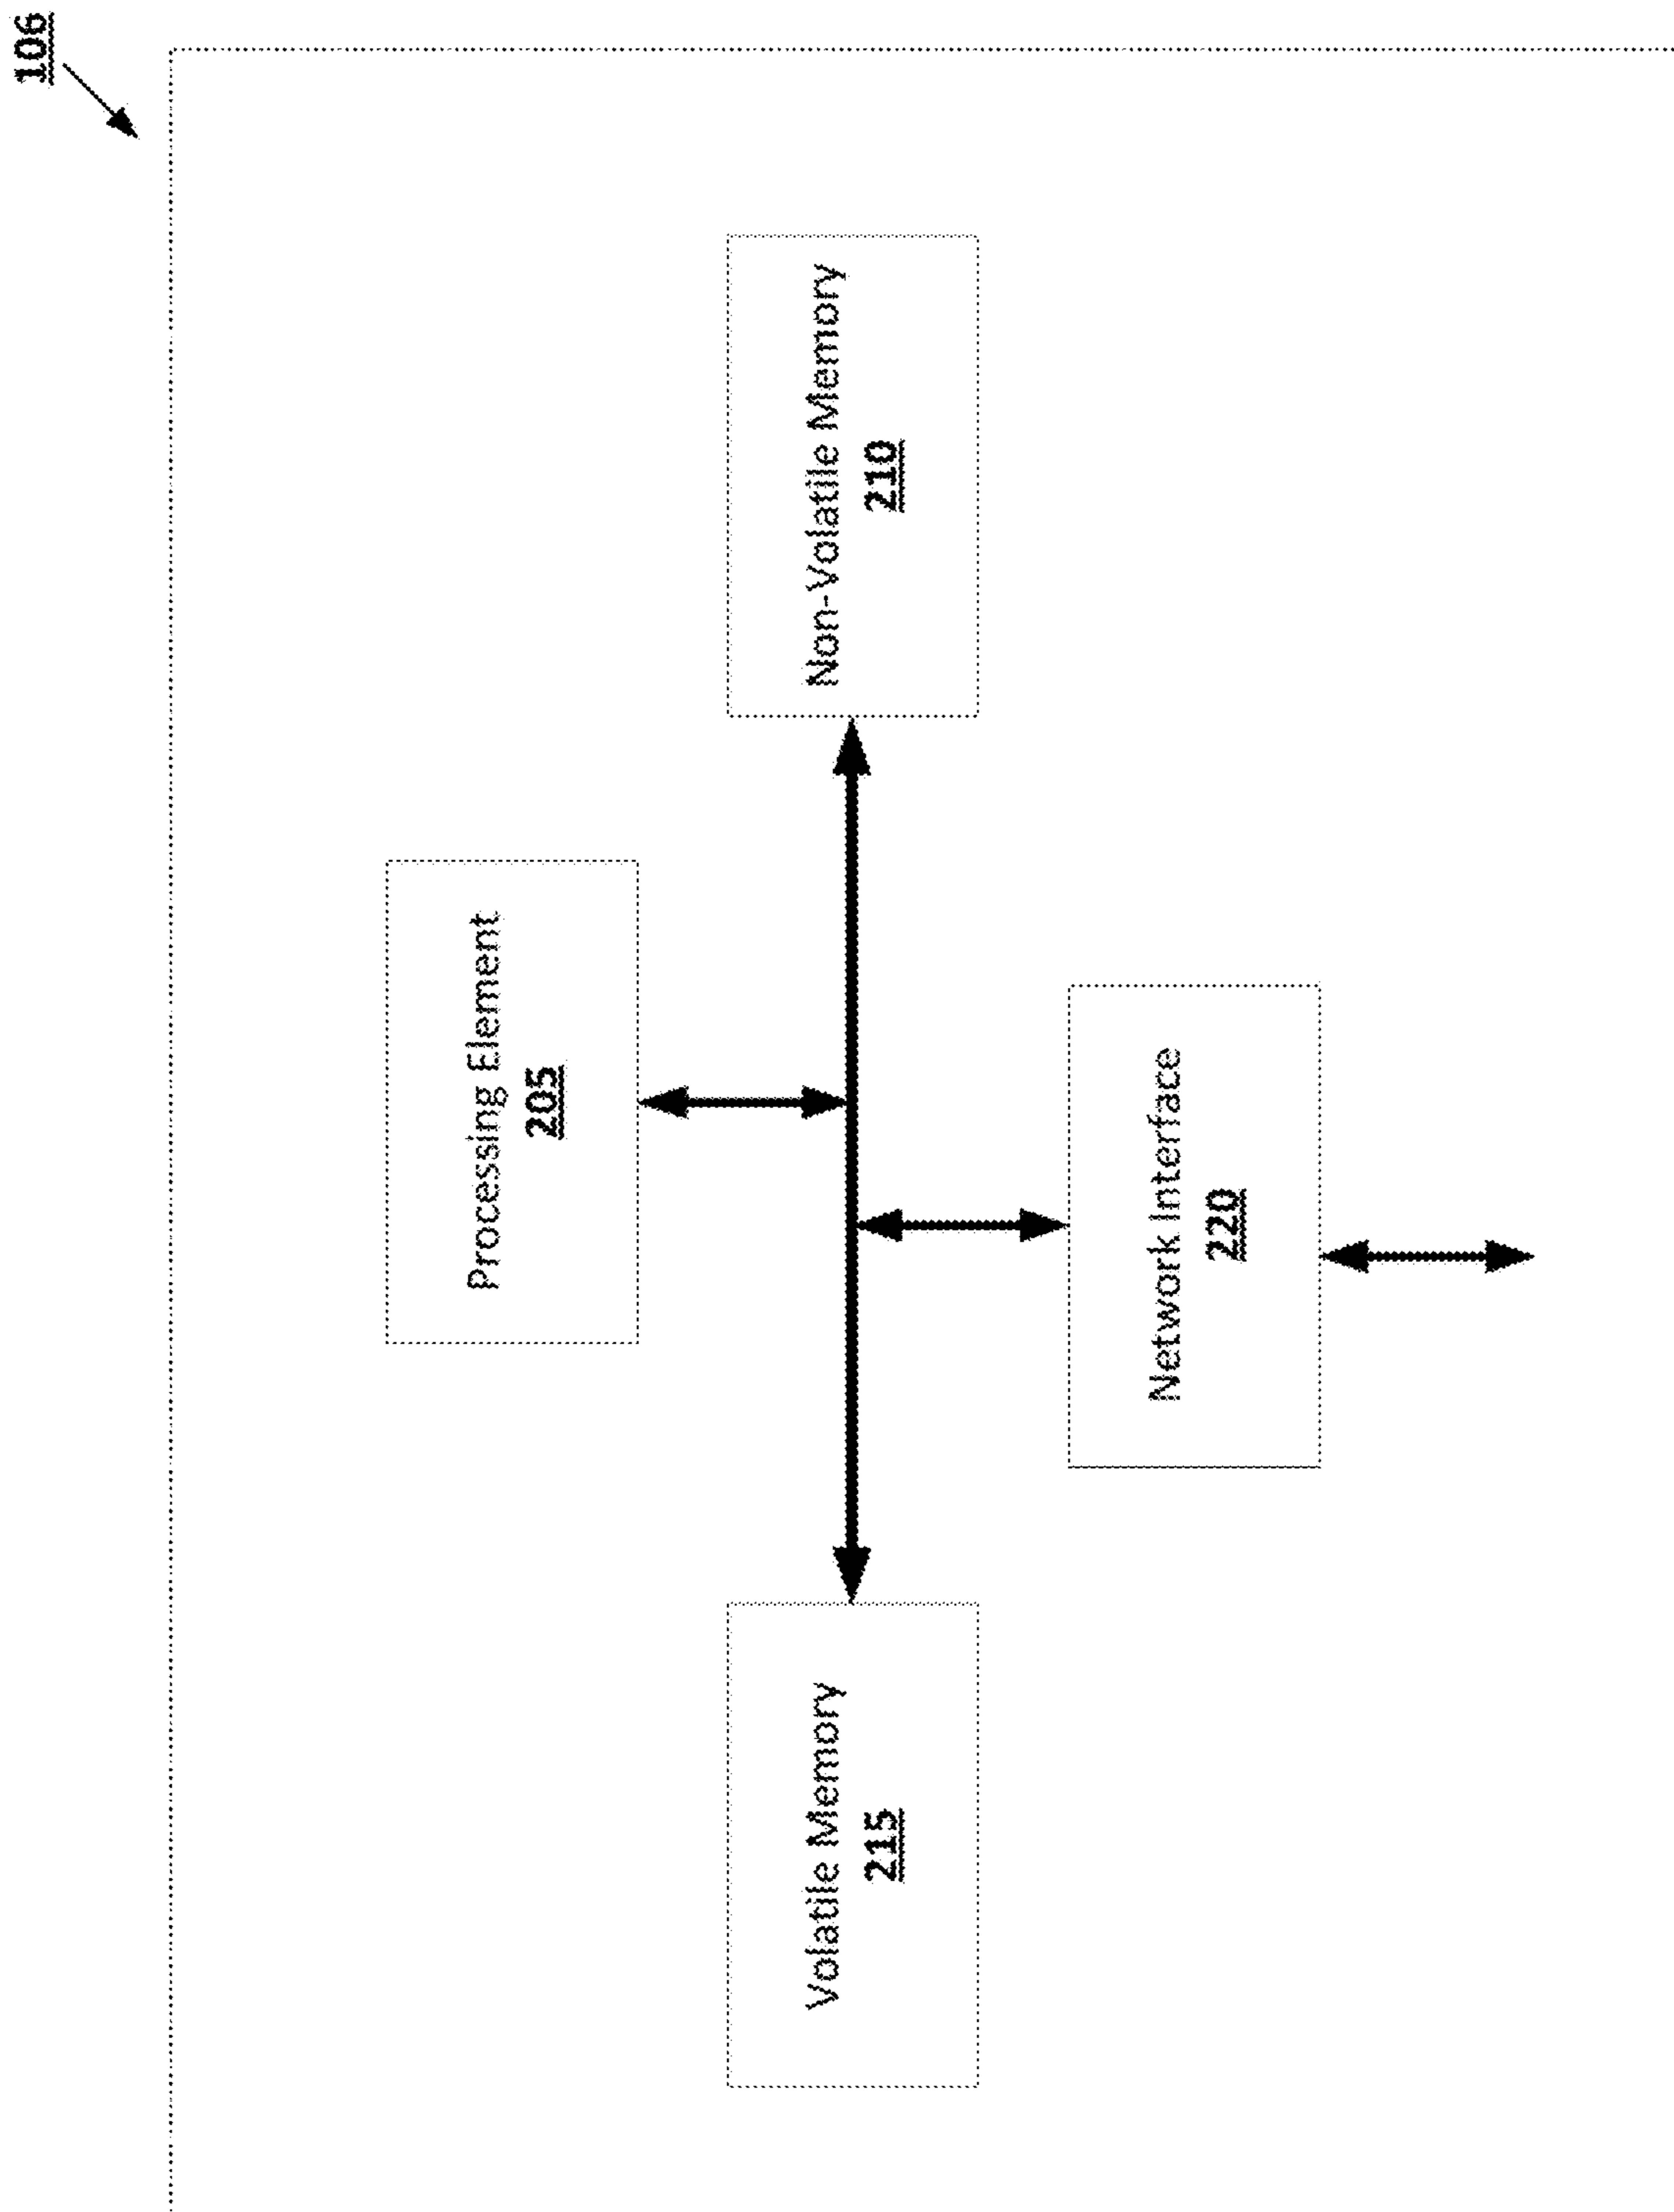 106
Processing Element
205
Volatile Memory
215
Non-Volatile Memory
210
Network Interface
220